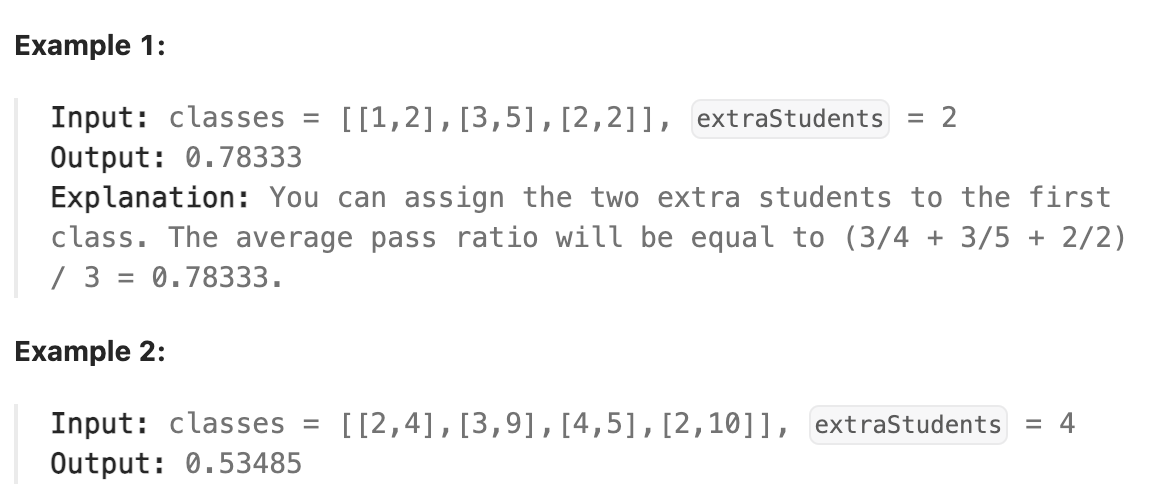 Example 1:
Input: classes = [[1,2],[3,5],[2,2]], extraStudents = 2
Output: 0.78333
Explanation: You can assign the two extra students to the first
class. The average pass ratio will be equal to (3/4 + 3/5 + 2/2)
/ 3 = 0.78333.
Example 2:
Input: classes = [[2,4],[3,9],[4,5],[2,10]], extraStudents = 4
Output: 0.53485